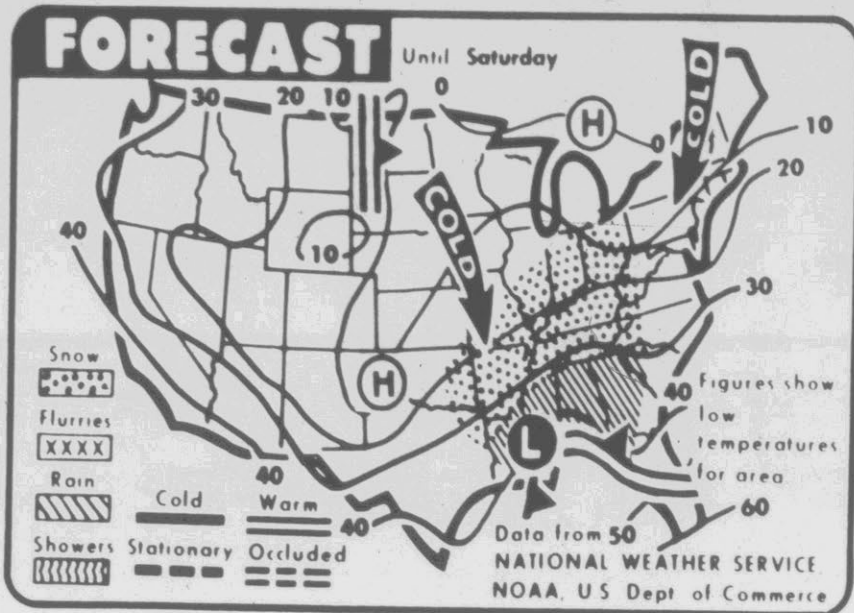 FORECAST
Until Saturday
30 20 10 0
H
0
COLD
10
20
40
10
COLD
30
Snow
H
40
Figures show
low
temperatures
for area.
Flurries
XXXX
L
Rain
40
Cold
Warm
40
60
Showers
Stationary
Occluded
Data from 50
NATIONAL WEATHER SERVICE,
NOAA, U S Dept of Commerce